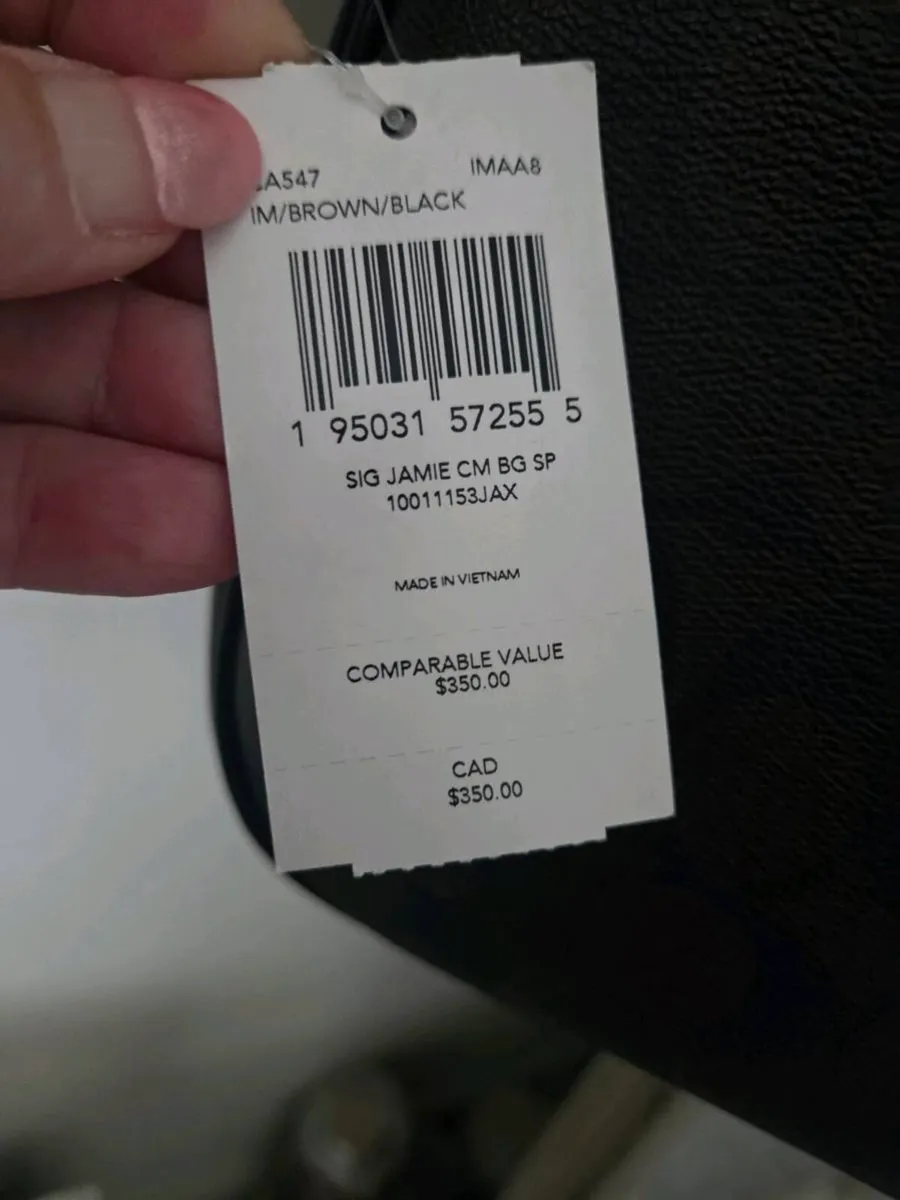 A547 IMAA8
IM/BROWN/BLACK
1 95031 57255 5
SIG JAMIE CM BG SP
10011153JAX
MADE IN VIETNAM
COMPARABLE VALUE
$350.00
CAD
$350.00